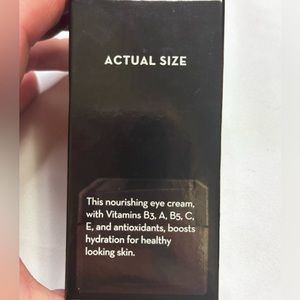 ACTUAL SIZE
This nourishing eye cream,
with Vitamins B3, A, B5, C,
E, and antioxidants, boosts
hydration for healthy
looking skin.